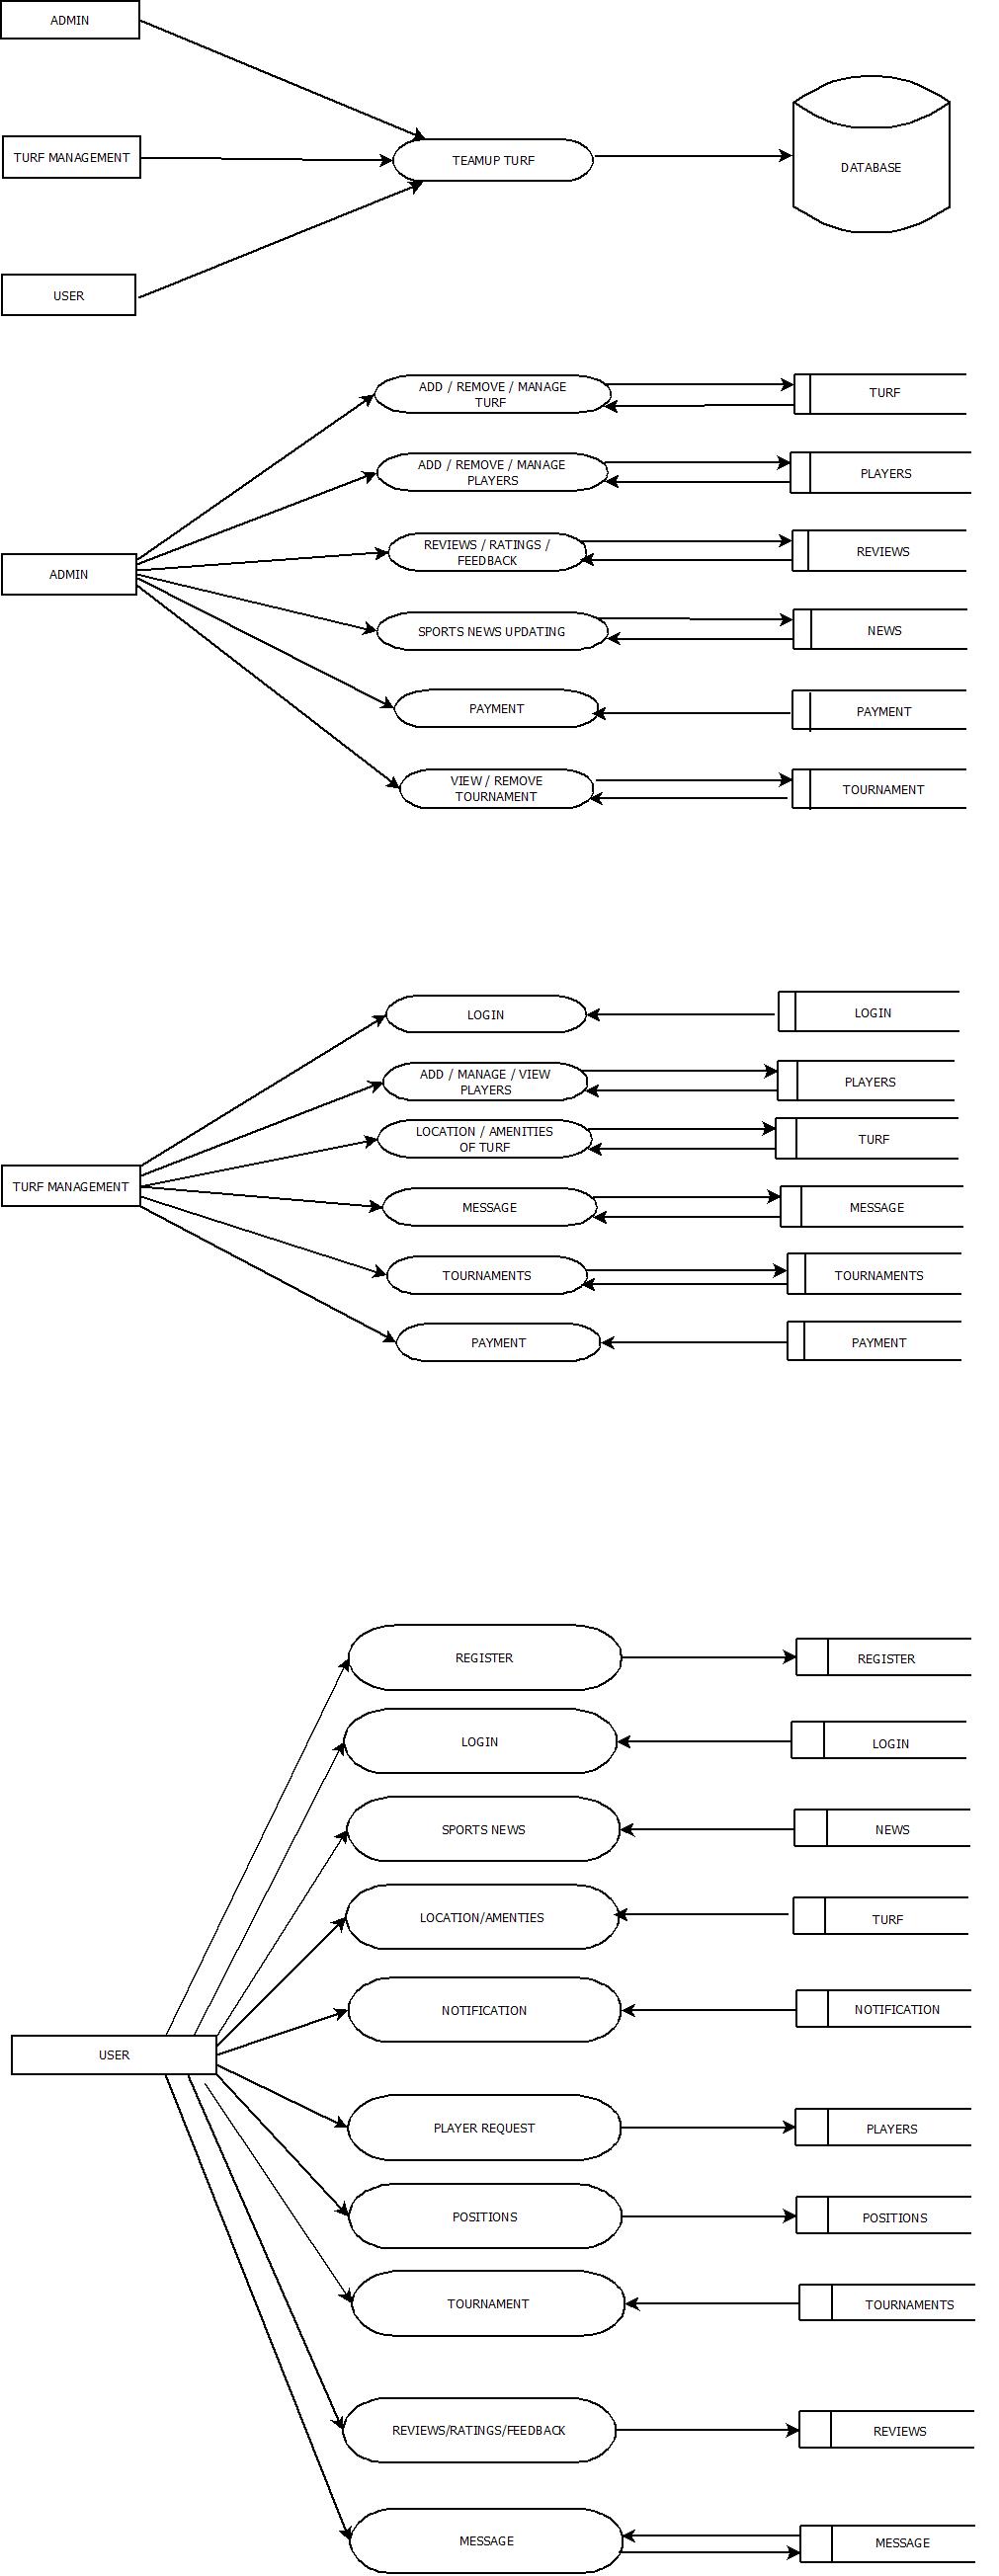 ADMIN
TURF MANAGEMENT
TEAMUP TURF
DATABASE
USER
ADD / REMOVE / MANAGE
TURF
TURF
ADD / REMOVE / MANAGE
PLAYERS
PLAYERS
ADMIN
REVIEWS / RATINGS /
FEEDBACK
REVIEWS
SPORTS NEWS UPDATING
NEWS
PAYMENT
PAYMENT
VIEW / REMOVE
TOURNAMENT
TOURNAMENT
LOGIN
LOGIN
ADD / MANAGE / VIEW
PLAYERS
PLAYERS
LOCATION / AMENITIES
OF TURF
TURF
TURF MANAGEMENT
MESSAGE
MESSAGE
TOURNAMENTS
TOURNAMENTS
PAYMENT
PAYMENT
REGISTER
REGISTER
LOGIN
LOGIN
SPORTS NEWS
NEWS
LOCATION/AMENTIES
TURF
NOTIFICATION
NOTIFICATION
USER
PLAYER REQUEST
PLAYERS
POSITIONS
POSITIONS
TOURNAMENT
TOURNAMENTS
REVIEWS/RATINGS/FEEDBACK
REVIEWS
MESSAGE
MESSAGE